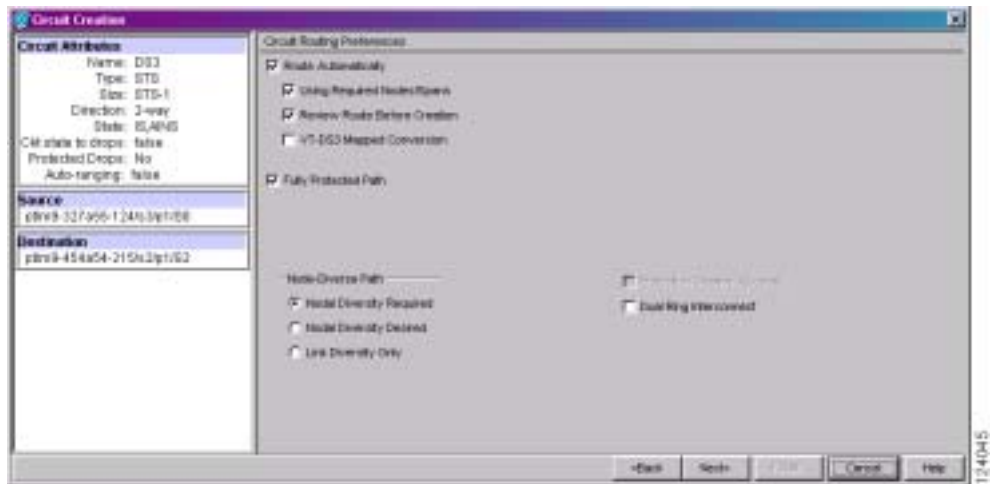 Circuit Creation
Circuit Attributes
Name: DS3
Type: STS
Size: STS-1
Direction: 2-way
State: IS,AINS
Ckt state to drops: false
Protected Drops: No
Auto-ranging: false
Source
Destination
Circuit Routing Preferences
Route Automatically
Using Required Nodes/Spans
Review Route Before Creation
VT-DS3 Mapped Conversion
Fully Protected Path
Node-Diverse Path
Nodal Diversity Required
Nodal Diversity Desired
Link Diversity Only
Dual Ring Interconnect
<Back
Next>
Cancel
Help
124045